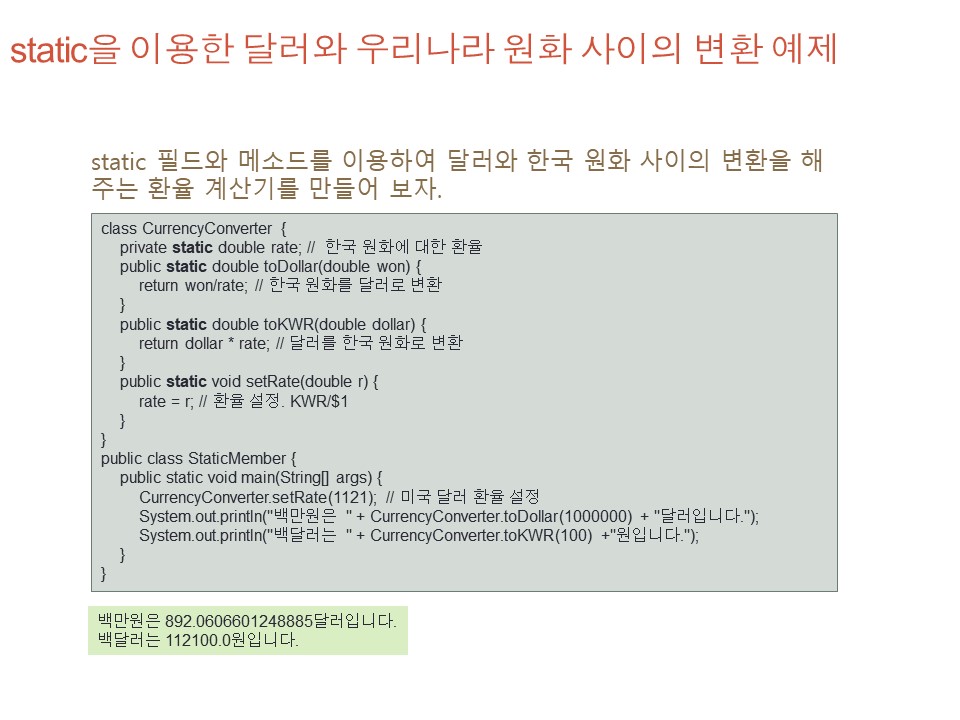 static을 이용한 달러와 우리나라 원화 사이의 변환 예제
static 필드와 메소드를 이용하여 달러와 한국 원화 사이의 변환을 해
주는 환율 계산기를 만들어 보자.
class CurrencyConverter {
private static double rate; // 한국 원화에 대한 환율
public static double toDollar(double won) {
return won/rate; // 한국 원화를 달러로 변환
}
public static double toKWR(double dollar) {
return dollar * rate; // 달러를 한국 원화로 변환
}
public static void setRate(double r) {
rate = r; // 환율 설정. KWR/$1
}
}
public class StaticMember {
public static void main(String[] args) {
CurrencyConverter.setRate(1121); // 미국 달러 환율 설정
System.out.println("백만원은 " + CurrencyConverter.toDollar(1000000) + "달러입니다.");
System.out.println("백달러는 " + CurrencyConverter.toKWR(100) +"원입니다.");
}
}
백만원은 892.0606601248885달러입니다.
백달러는 112100.0원입니다.